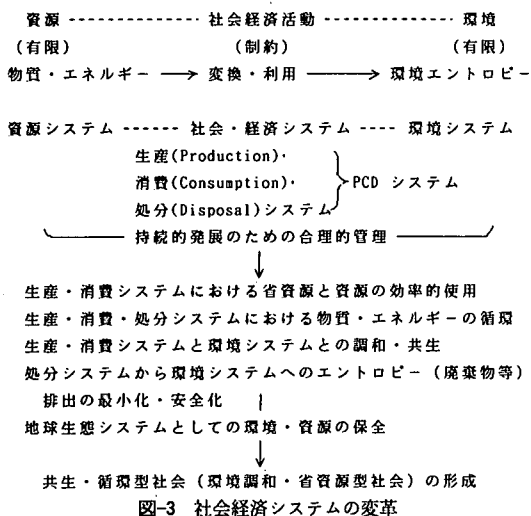 資源 -------------- 社会経済活動 -------------- 環境
(有限) (制約) (有限)
物質・エネルギー ―→ 変換・利用 ――→ 環境エントロピー
資源システム ------ 社会・経済システム ---- 環境システム
生産(Production)・
消費(Consumption)・ PCD システム
処分(Disposal)システム
持続的発展のための合理的管理
↓
生産・消費システムにおける省資源と資源の効率的使用
生産・消費・処分システムにおける物質・エネルギーの循環
生産・消費システムと環境システムとの調和・共生
処分システムから環境システムへのエントロピー(廃棄物等)
排出の最小化・安全化
地球生態システムとしての環境・資源の保全
↓
共生・循環型社会(環境調和・省資源型社会)の形成
図-3 社会経済システムの変革